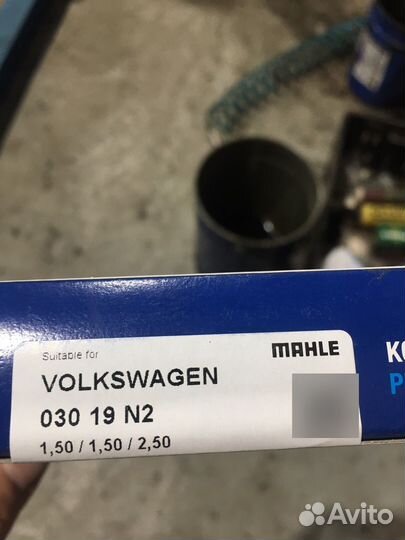 Suitable for
MAHLE
VOLKSWAGEN
030 19 N2
1,50 / 1,50 / 2,50
Avito